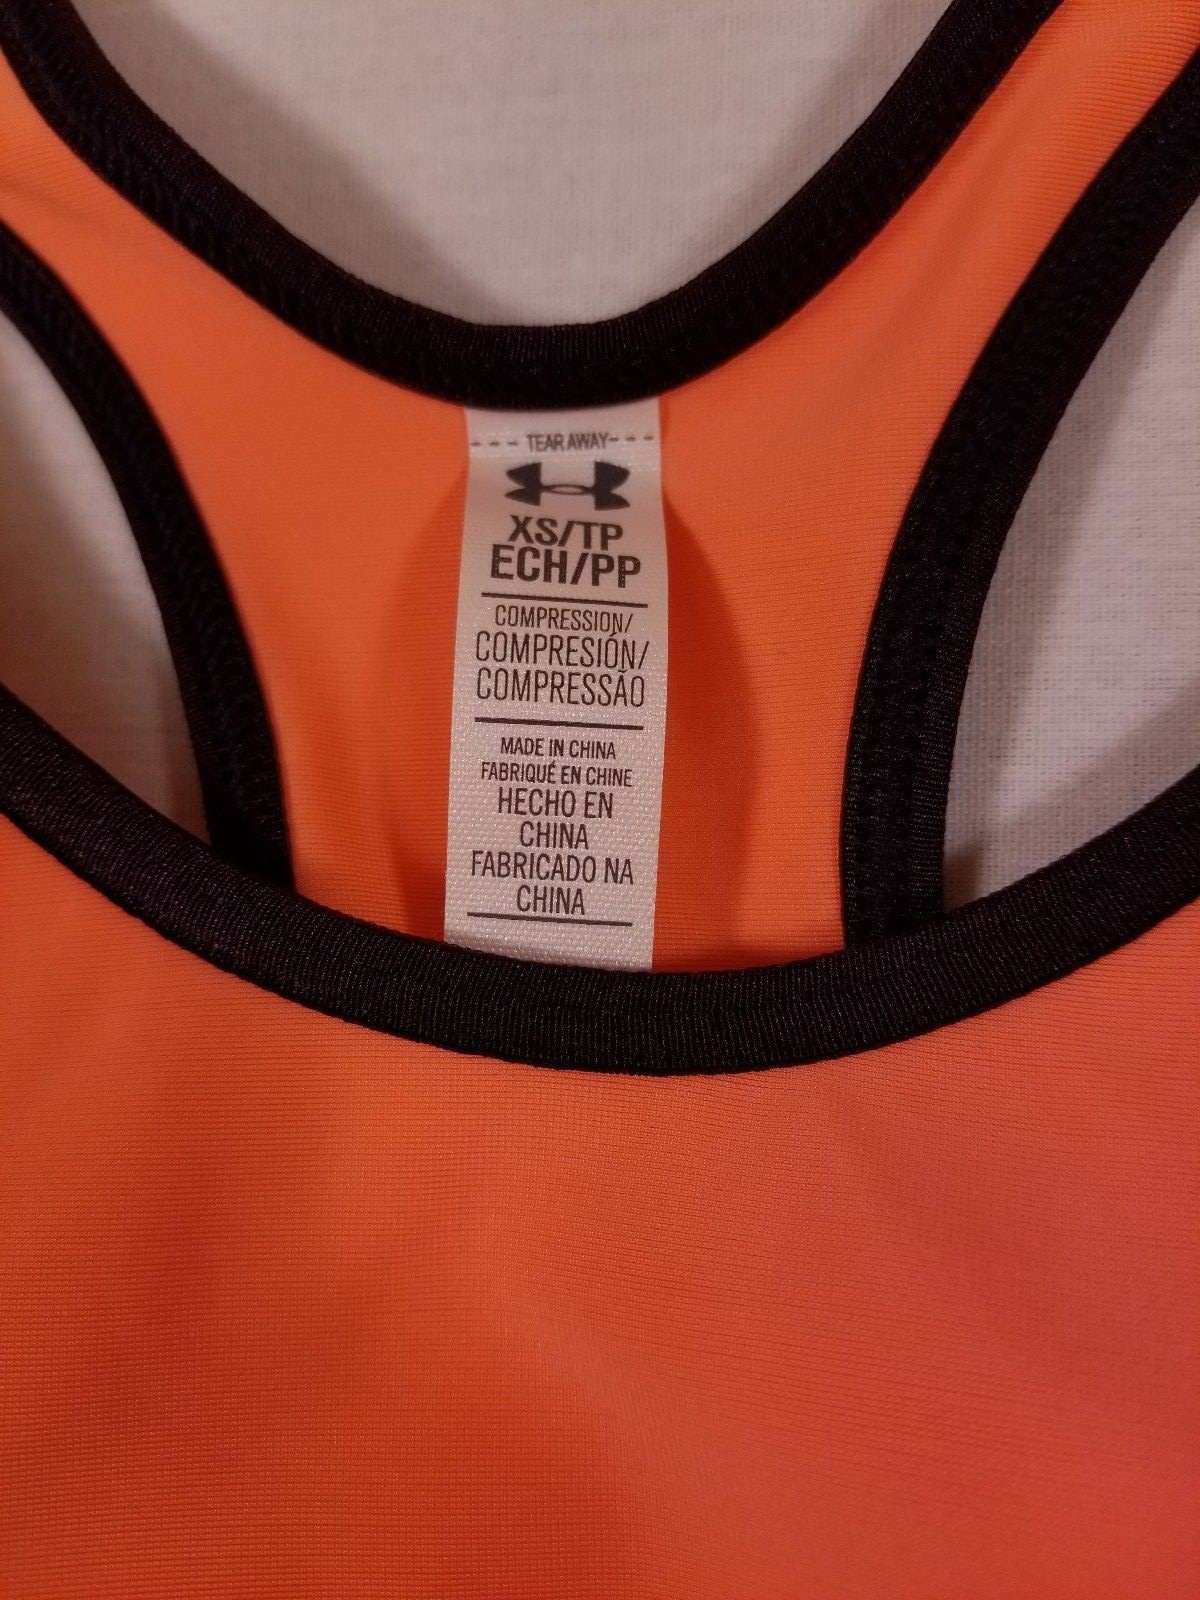 TEAR AWAY
XS/TP
ECH/PP
COMPRESSION/
COMPRESIÓN/
COMPRESSÃO
MADE IN CHINA
FABRIQUÉ EN CHINE
HECHO EN
CHINA
FABRICADO NA
CHINA